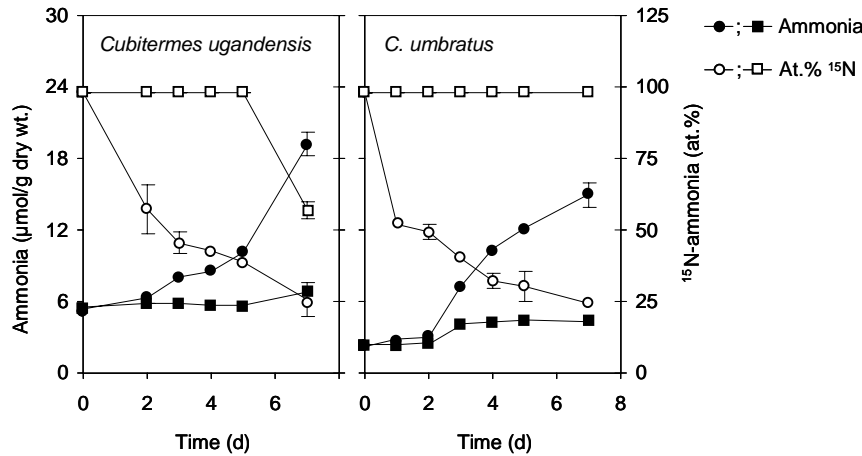 30
24
18
12
6
0
Ammonia (µmol/g dry wt.)
Cubitermes ugandensis
0 2 4 6
Time (d)
C. umbratus
0 2 4 6 8
Time (d)
125
100
75
50
25
0
¹⁵N-ammonia (at.%)
; Ammonia
; At.% ¹⁵N